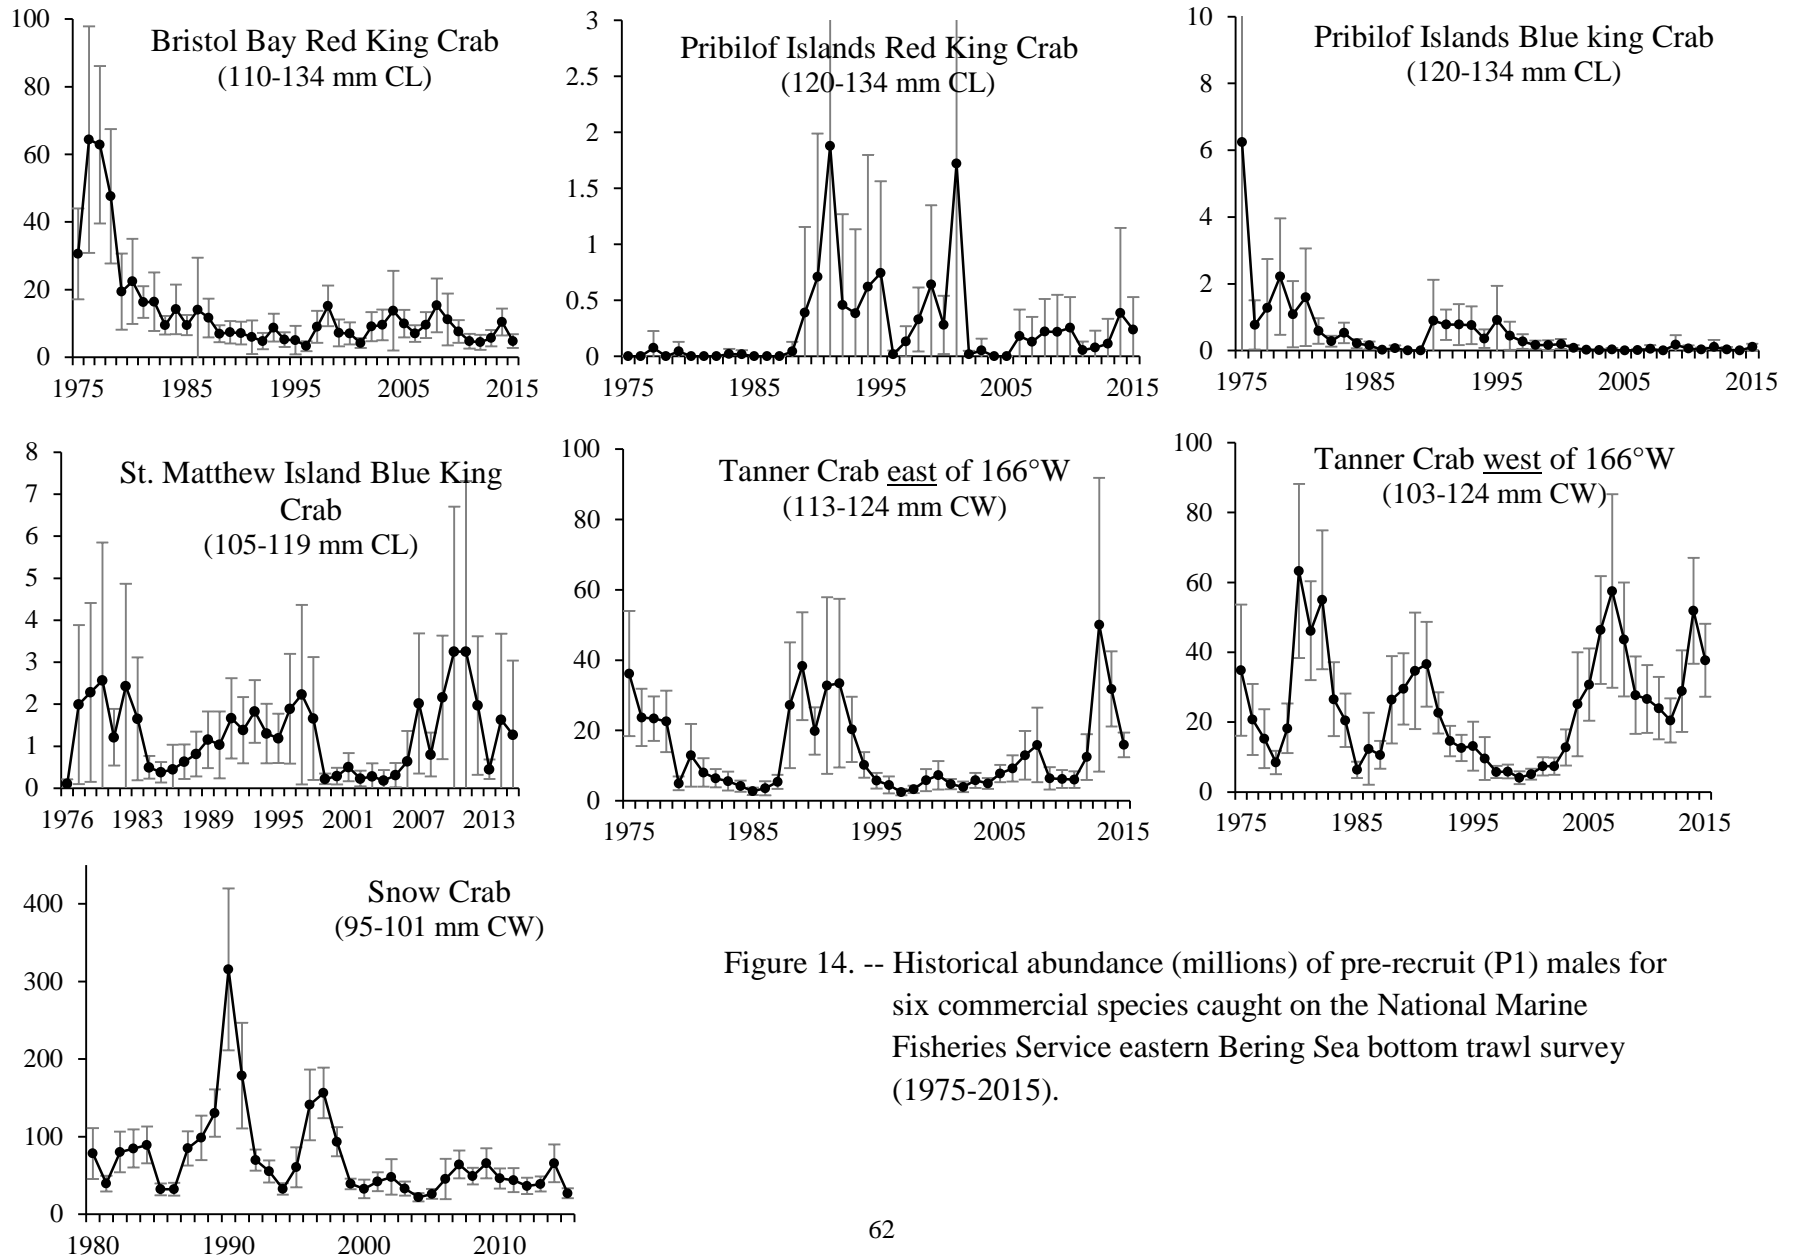 Bristol Bay Red King Crab
(110-134 mm CL)
100
80
60
40
20
0
1975 1985 1995 2005 2015
Pribilof Islands Red King Crab
(120-134 mm CL)
3
2.5
2
1.5
1
0.5
0
1975 1985 1995 2005 2015
Pribilof Islands Blue king Crab
(120-134 mm CL)
10
8
6
4
2
0
1975 1985 1995 2005 2015
St. Matthew Island Blue King
Crab
(105-119 mm CL)
8
7
6
5
4
3
2
1
0
1976 1983 1989 1995 2001 2007 2013
Tanner Crab east of 166°W
(113-124 mm CW)
100
80
60
40
20
0
1975 1985 1995 2005 2015
Tanner Crab west of 166°W
(103-124 mm CW)
100
80
60
40
20
0
1975 1985 1995 2005 2015
Snow Crab
(95-101 mm CW)
400
300
200
100
0
1980 1990 2000 2010
Figure 14. -- Historical abundance (millions) of pre-recruit (P1) males for
six commercial species caught on the National Marine
Fisheries Service eastern Bering Sea bottom trawl survey
(1975-2015).
62